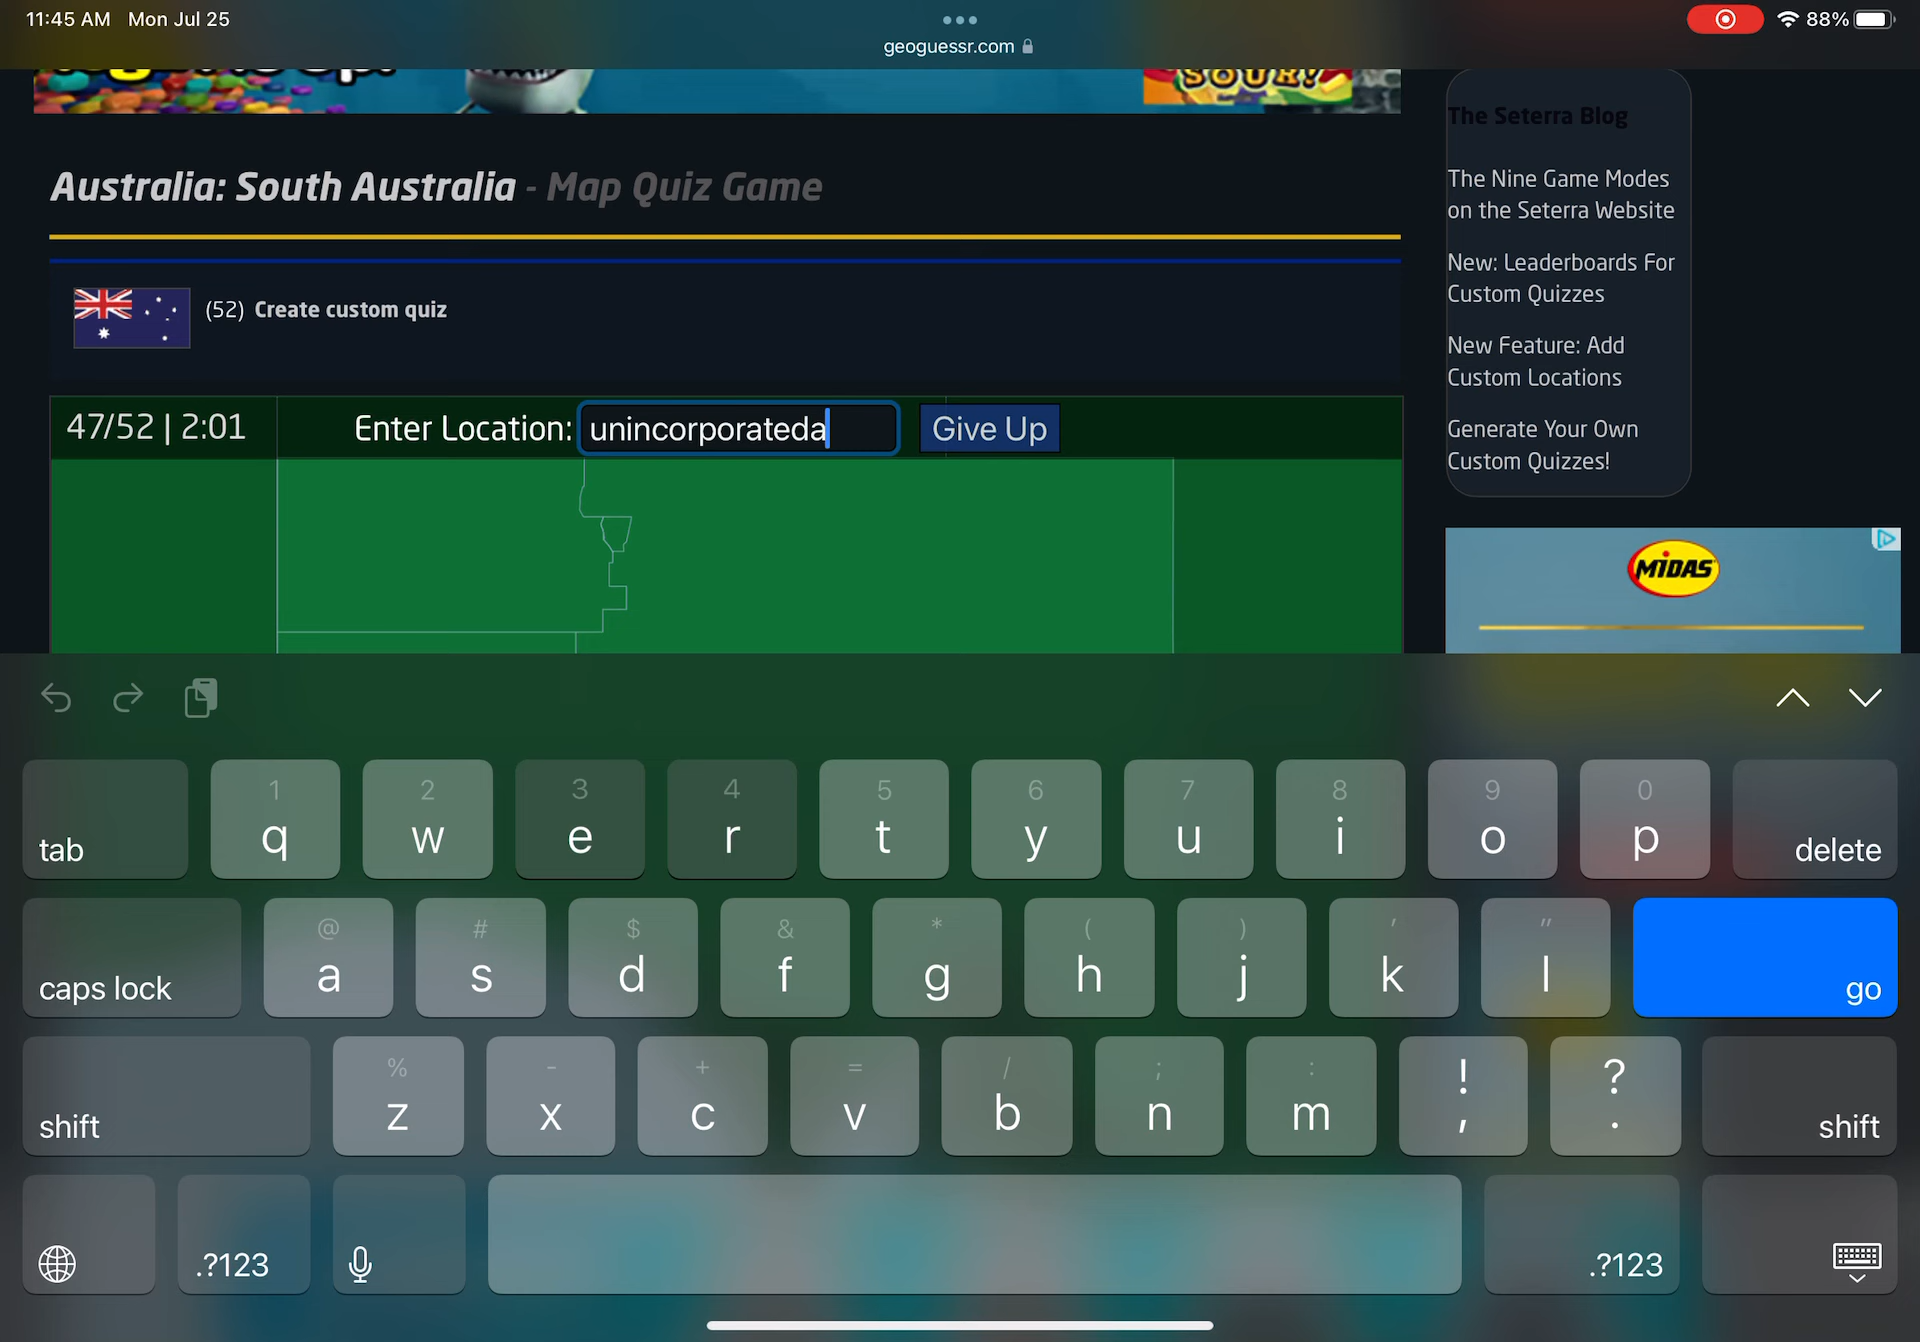 11:45 AM Mon Jul 25
88%
geoguessr.com
SOUR!
Australia: South Australia - Map Quiz Game
(52) Create custom quiz
47/52 | 2:01
Enter Location: unincorporateda
Give Up
The Seterra Blog
The Nine Game Modes
on the Seterra Website
New: Leaderboards For
Custom Quizzes
New Feature: Add
Custom Locations
Generate Your Own
Custom Quizzes!
MIDAS
1 2 3 4 5 6 7 8 9 0
tab q w e r t y u i o p delete
@ # $ & * ( ) ' "
caps lock a s d f g h j k l go
% - + = / ; : ! ?
shift z x c v b n m , . shift
.?123 .?123